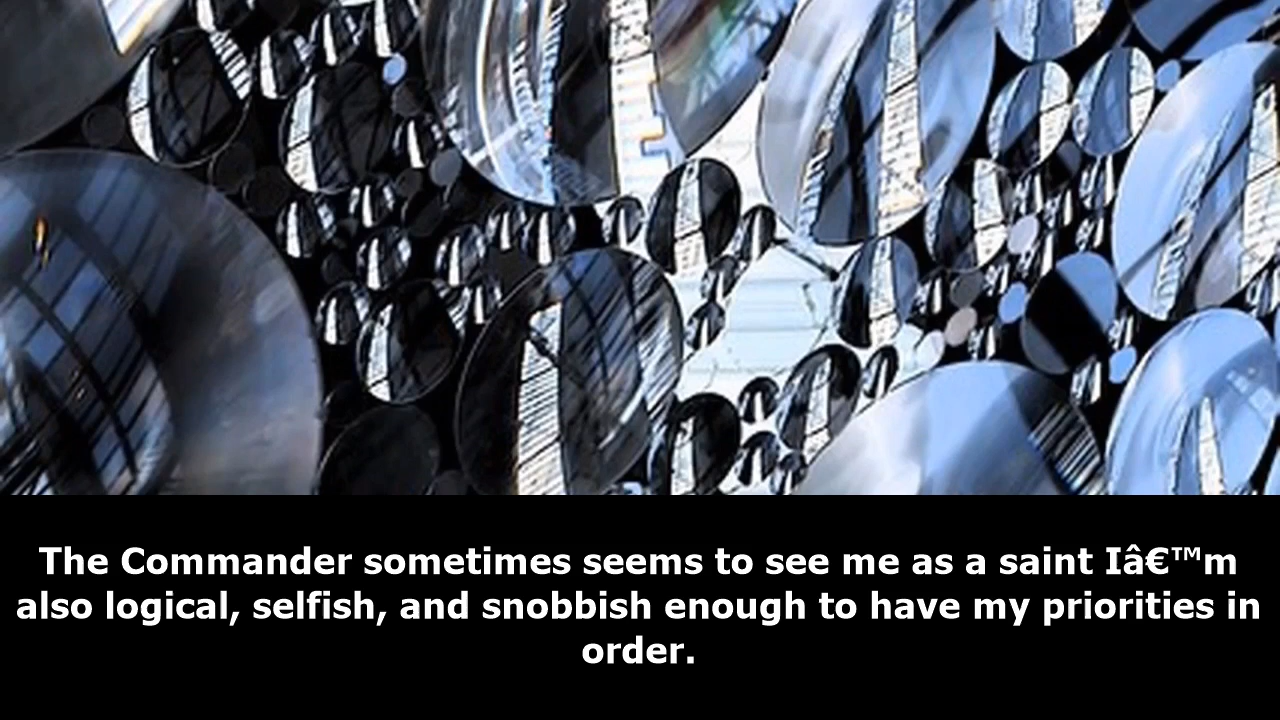 The Commander sometimes seems to see me as a saint Iâ€™m
also logical, selfish, and snobbish enough to have my priorities in
order.